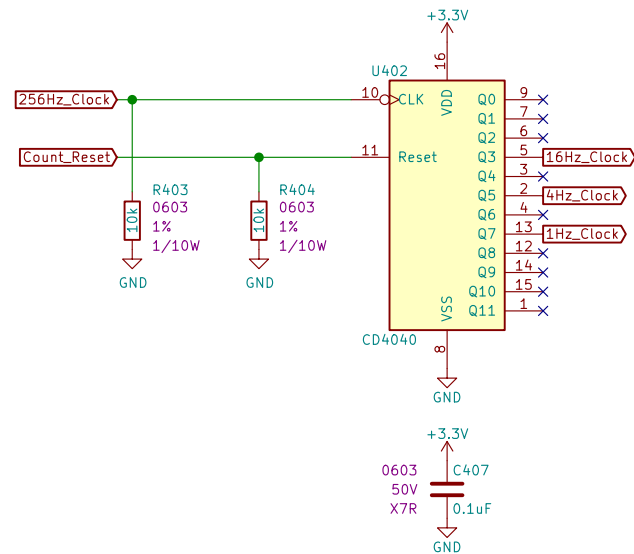 +3.3V
16
U402
256Hz_Clock
10
CLK
VDD
Q0
9
Q1
7
Q2
6
Count_Reset
11
Reset
Q3
5
16Hz_Clock
Q4
3
R403
0603
1%
1/10W
10k
R404
0603
1%
1/10W
10k
Q5
2
4Hz_Clock
Q6
4
Q7
13
1Hz_Clock
Q8
12
Q9
14
Q10
15
Q11
1
GND
GND
VSS
CD4040
8
GND
+3.3V
0603
C407
50V
X7R
0.1uF
GND